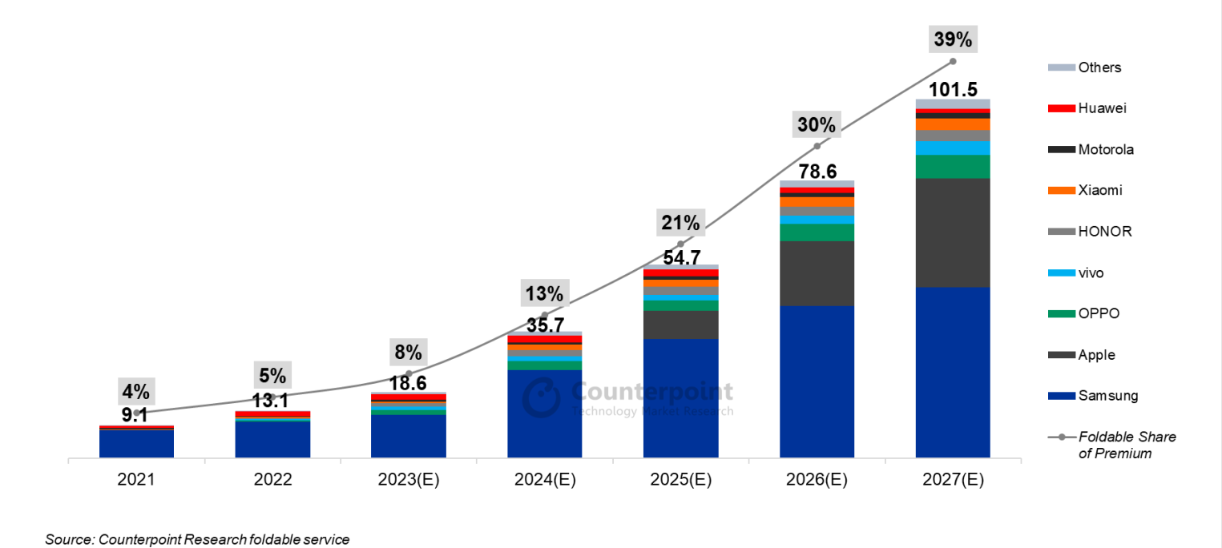 39%
101.5
30%
78.6
21%
54.7
13%
35.7
8%
18.6
5%
13.1
4%
9.1
Others
Huawei
Motorola
Xiaomi
HONOR
vivo
OPPO
Apple
Samsung
Foldable Share
of Premium
Counterpoint
Technology Market Research
2021
2022
2023(E)
2024(E)
2025(E)
2026(E)
2027(E)
Source: Counterpoint Research foldable service